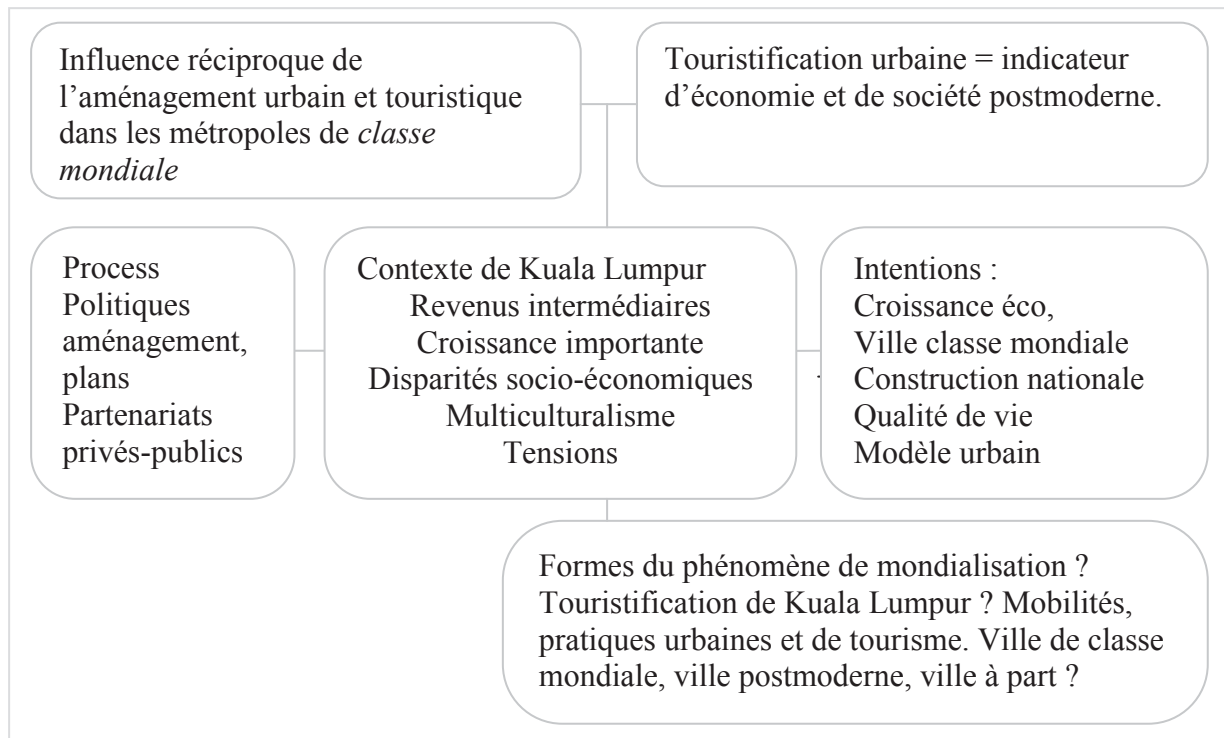 Influence réciproque de
l’aménagement urbain et touristique
dans les métropoles de classe
mondiale
Touristification urbaine = indicateur
d’économie et de société postmoderne.
Process
Politiques
aménagement,
plans
Partenariats
privés-publics
Contexte de Kuala Lumpur
Revenus intermédiaires
Croissance importante
Disparités socio-économiques
Multiculturalisme
Tensions
Intentions :
Croissance éco,
Ville classe mondiale
Construction nationale
Qualité de vie
Modèle urbain
Formes du phénomène de mondialisation ?
Touristification de Kuala Lumpur ? Mobilités,
pratiques urbaines et de tourisme. Ville de classe
mondiale, ville postmoderne, ville à part ?